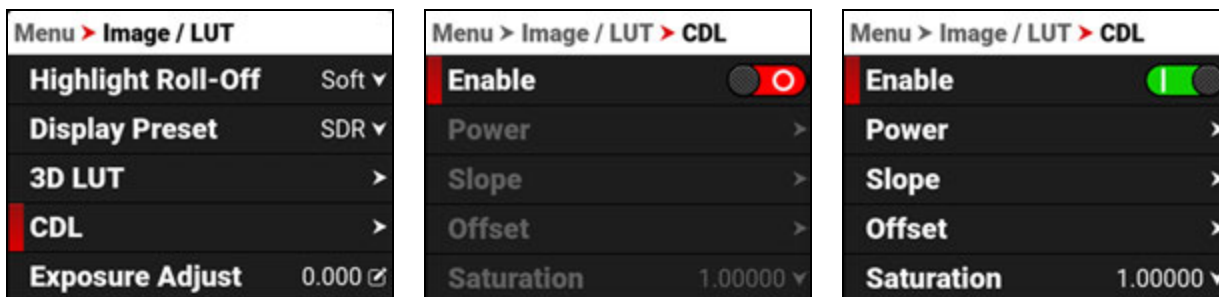 Menu > Image / LUT
Highlight Roll-Off Soft
Display Preset SDR
3D LUT >
CDL >
Exposure Adjust 0.000
Menu > Image / LUT > CDL
Enable
Power >
Slope >
Offset >
Saturation 1.00000
Menu > Image / LUT > CDL
Enable
Power >
Slope >
Offset >
Saturation 1.00000